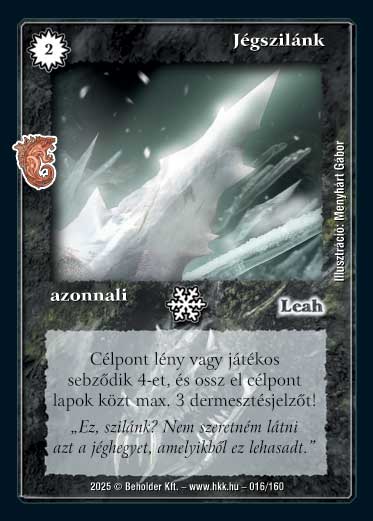 Jégszilánk
2
Illusztráció: Menyhárt Gábor
azonnali
Leah
Célpont lény vagy játékos
sebződik 4-et, és ossz el célpont
lapok közt max. 3 dermesztésjelzőt!
„Ez, szilánk? Nem szeretném látni
azt a jéghegyet, amelyikből ez lehasadt.”
2025 © Beholder Kft. – www.hkk.hu – 016/160